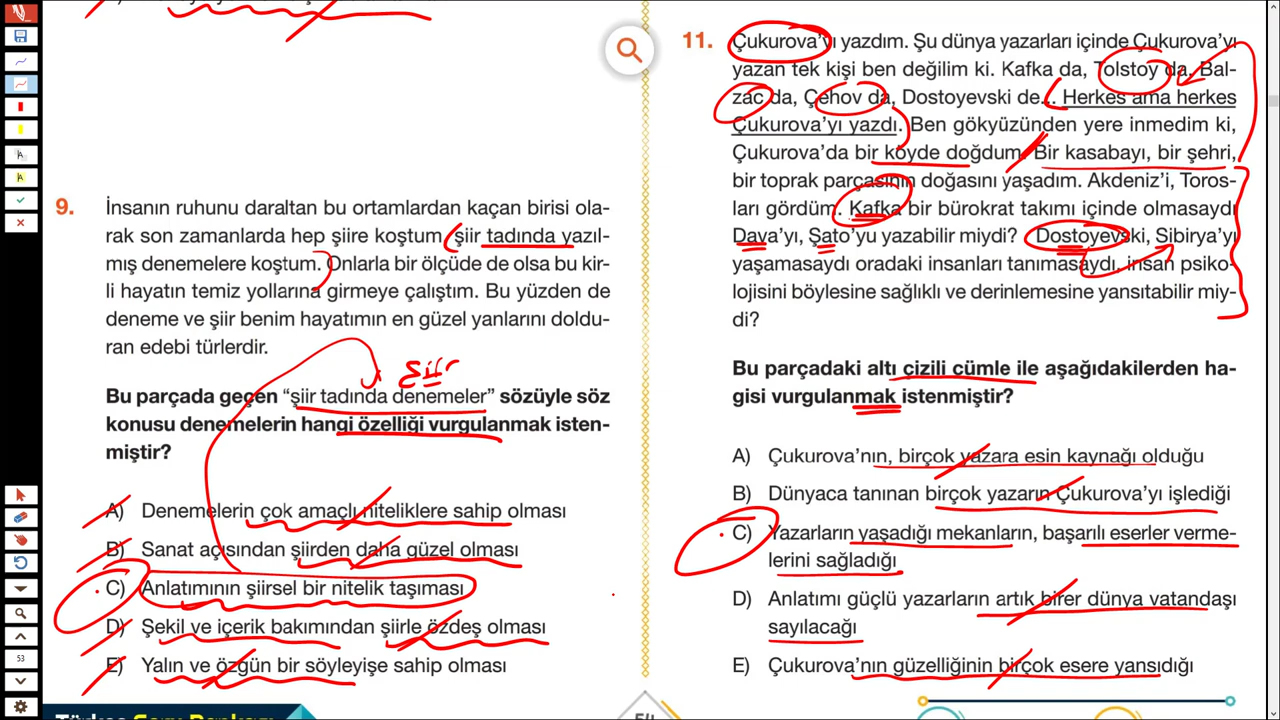 9. İnsanın ruhunu daraltan bu ortamlardan kaçan birisi ola-
rak son zamanlarda hep şiire koştum, şiir tadında yazıl-
mış denemelere koştum. Onlarla bir ölçüde de olsa bu kir-
li hayatın temiz yollarına girmeye çalıştım. Bu yüzden de
deneme ve şiir benim hayatımın en güzel yanlarını doldu-
ran edebi türlerdir.
şiir
Bu parçada geçen “şiir tadında denemeler” sözüyle söz
konusu denemelerin hangi özelliği vurgulanmak isten-
miştir?
A) Denemelerin çok amaçlı niteliklere sahip olması
B) Sanat açısından şiirden daha güzel olması
C) Anlatımının şiirsel bir nitelik taşıması
D) Şekil ve içerik bakımından şiirle özdeş olması
E) Yalın ve özgün bir söyleyişe sahip olması
11. Çukurova’yı yazdım. Şu dünya yazarları içinde Çukurova’yı
yazan tek kişi ben değilim ki. Kafka da, Tolstoy da, Bal-
zac da, Çehov da, Dostoyevski de... Herkes ama herkes
Çukurova’yı yazdı. Ben gökyüzünden yere inmedim ki,
Çukurova’da bir köyde doğdum. Bir kasabayı, bir şehri,
bir toprak parçasının doğasını yaşadım. Akdeniz’i, Toros-
ları gördüm. Kafka bir bürokrat takımı içinde olmasaydı
Dava’yı, Şato’yu yazabilir miydi? Dostoyevski, Sibirya’yı
yaşamasaydı oradaki insanları tanımasaydı, insan psiko-
lojisini böylesine sağlıklı ve derinlemesine yansıtabilir miy-
di?
Bu parçadaki altı çizili cümle ile aşağıdakilerden ha-
gisi vurgulanmak istenmiştir?
A) Çukurova’nın, birçok yazara esin kaynağı olduğu
B) Dünyaca tanınan birçok yazarın Çukurova’yı işlediği
C) Yazarların yaşadığı mekanların, başarılı eserler verme-
lerini sağladığı
D) Anlatımı güçlü yazarların artık birer dünya vatandaşı
sayılacağı
E) Çukurova’nın güzelliğinin birçok esere yansıdığı
53